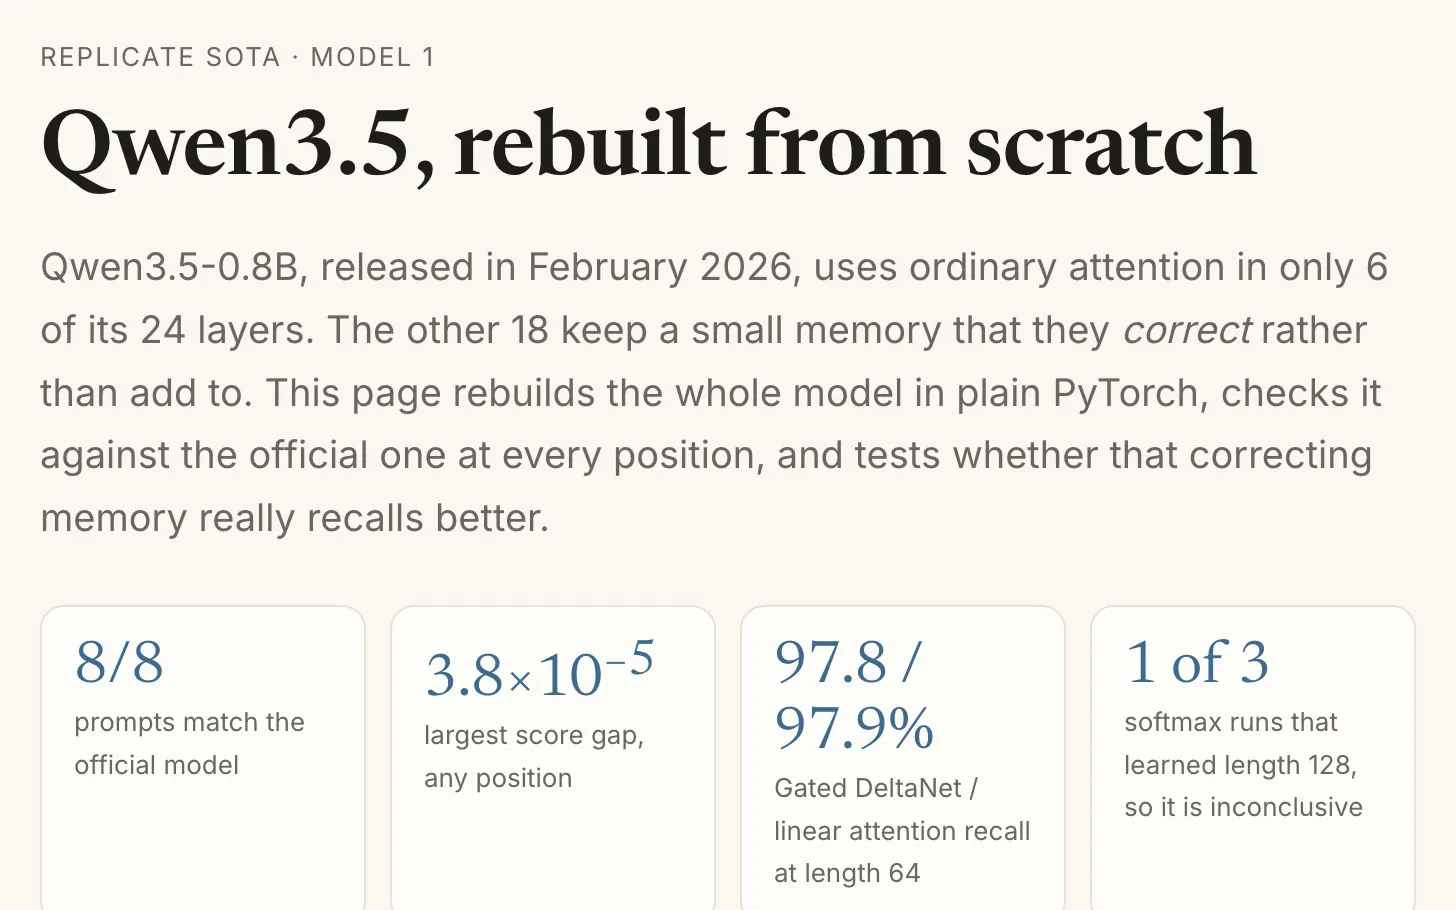 REPLICATE SOTA · MODEL 1
Qwen3.5, rebuilt from scratch
Qwen3.5-0.8B, released in February 2026, uses ordinary attention in only 6
of its 24 layers. The other 18 keep a small memory that they correct rather
than add to. This page rebuilds the whole model in plain PyTorch, checks it
against the official one at every position, and tests whether that correcting
memory really recalls better.
8/8
prompts match the
official model
3.8×10⁻⁵
largest score gap,
any position
97.8 /
97.9%
Gated DeltaNet /
linear attention recall
at length 64
1 of 3
softmax runs that
learned length 128,
so it is inconclusive